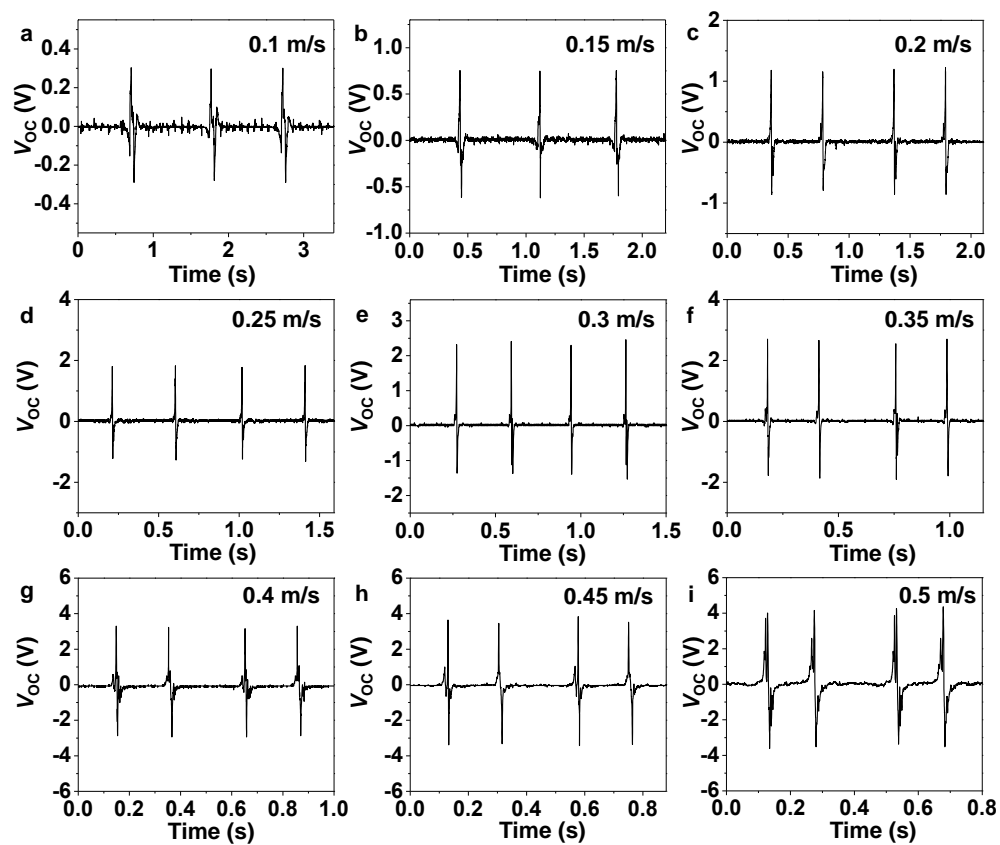 a 0.1 m/s
0.4
0.2
0.0
-0.2
-0.4
V_OC (V)
0 1 2 3
Time (s)
b 0.15 m/s
1.0
0.5
0.0
-0.5
-1.0
V_OC (V)
0.0 0.5 1.0 1.5 2.0
Time (s)
c 0.2 m/s
2
1
0
-1
V_OC (V)
0.0 0.5 1.0 1.5 2.0
Time (s)
d 0.25 m/s
4
2
0
-2
V_OC (V)
0.0 0.5 1.0 1.5
Time (s)
e 0.3 m/s
3
2
1
0
-1
-2
V_OC (V)
0.0 0.5 1.0 1.5
Time (s)
f 0.35 m/s
4
2
0
-2
V_OC (V)
0.0 0.5 1.0
Time (s)
g 0.4 m/s
6
4
2
0
-2
-4
-6
V_OC (V)
0.0 0.2 0.4 0.6 0.8 1.0
Time (s)
h 0.45 m/s
6
4
2
0
-2
-4
-6
V_OC (V)
0.0 0.2 0.4 0.6 0.8
Time (s)
i 0.5 m/s
6
4
2
0
-2
-4
-6
V_OC (V)
0.0 0.2 0.4 0.6 0.8
Time (s)